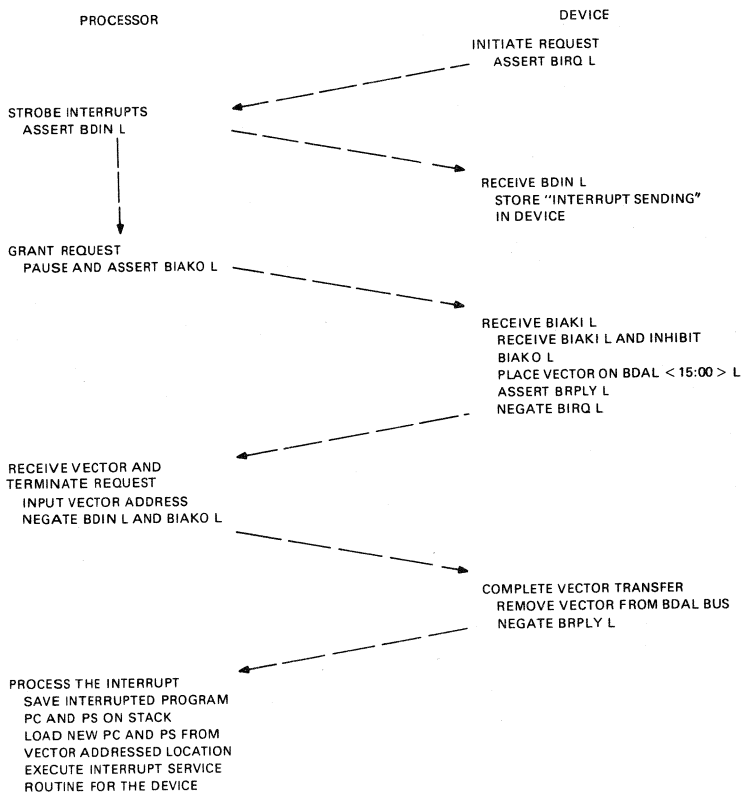 PROCESSOR
DEVICE
INITIATE REQUEST
ASSERT BIRQ L
STROBE INTERRUPTS
ASSERT BDIN L
RECEIVE BDIN L
STORE "INTERRUPT SENDING"
IN DEVICE
GRANT REQUEST
PAUSE AND ASSERT BIAKO L
RECEIVE BIAKI L
RECEIVE BIAKI L AND INHIBIT
BIAKO L
PLACE VECTOR ON BDAL <15:00> L
ASSERT BRPLY L
NEGATE BIRQ L
RECEIVE VECTOR AND
TERMINATE REQUEST
INPUT VECTOR ADDRESS
NEGATE BDIN L AND BIAKO L
COMPLETE VECTOR TRANSFER
REMOVE VECTOR FROM BDAL BUS
NEGATE BRPLY L
PROCESS THE INTERRUPT
SAVE INTERRUPTED PROGRAM
PC AND PS ON STACK
LOAD NEW PC AND PS FROM
VECTOR ADDRESSED LOCATION
EXECUTE INTERRUPT SERVICE
ROUTINE FOR THE DEVICE